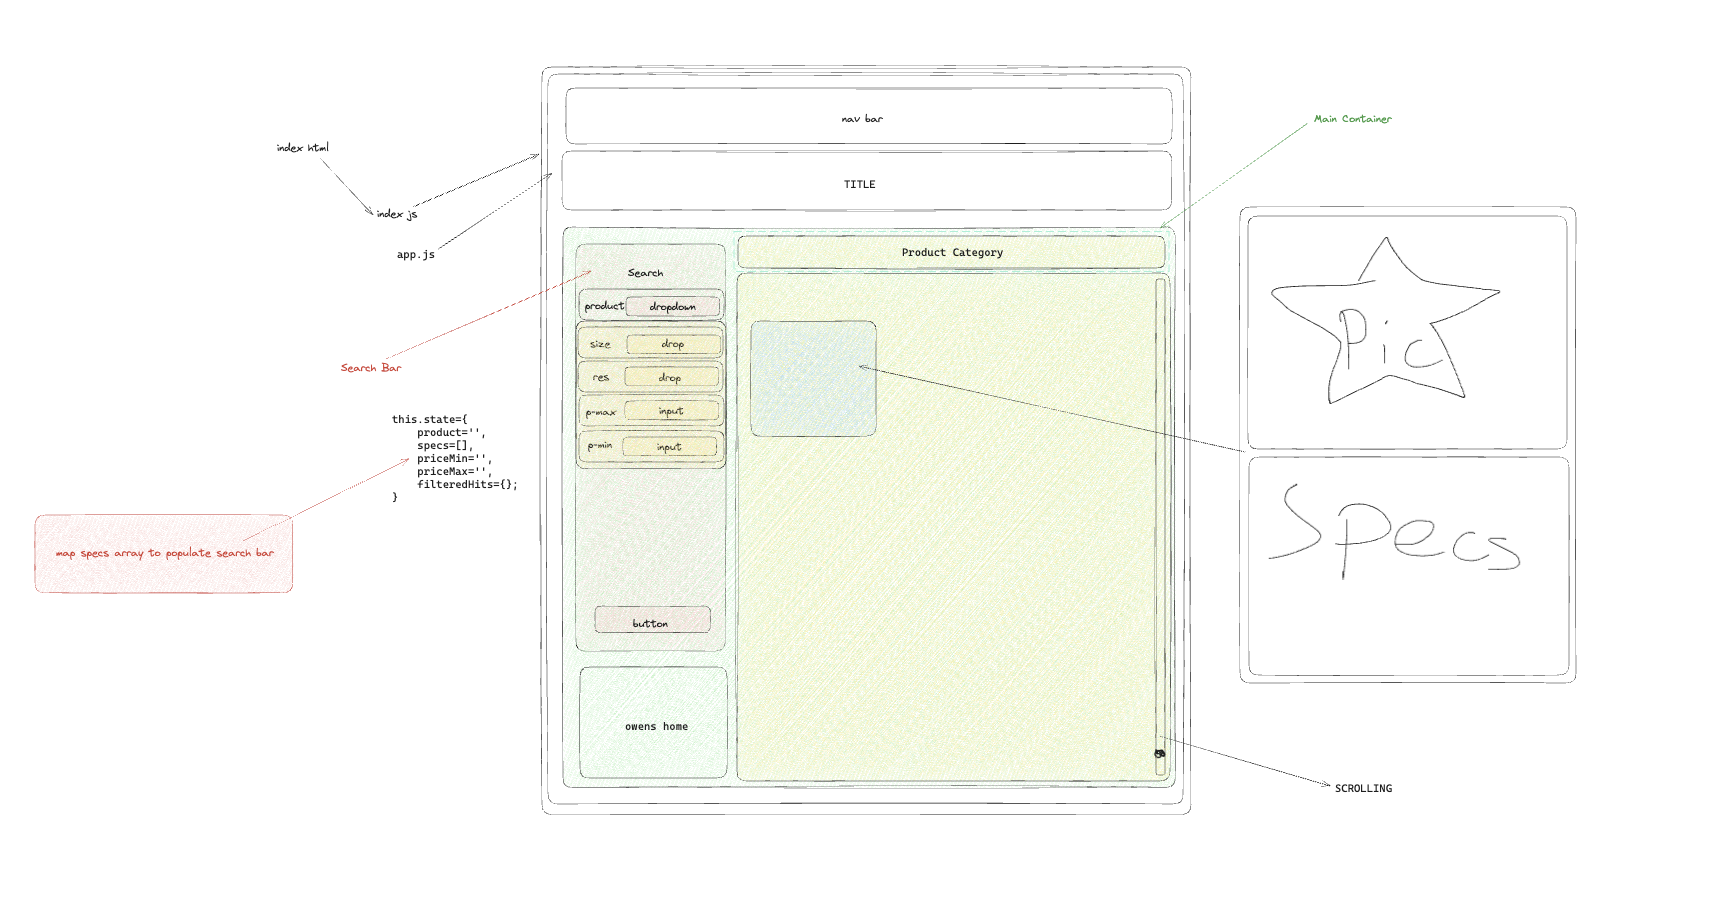 nav bar
Main Container
index html
TITLE
index js
app.js
Product Category
Search
product dropdown
size drop
res drop
p-max input
p-min input
Pic
Search Bar
this.state={
product='',
specs=[],
priceMin='',
priceMax='',
filteredHits={};
}
Specs
map specs array to populate search bar
button
owens home
SCROLLING